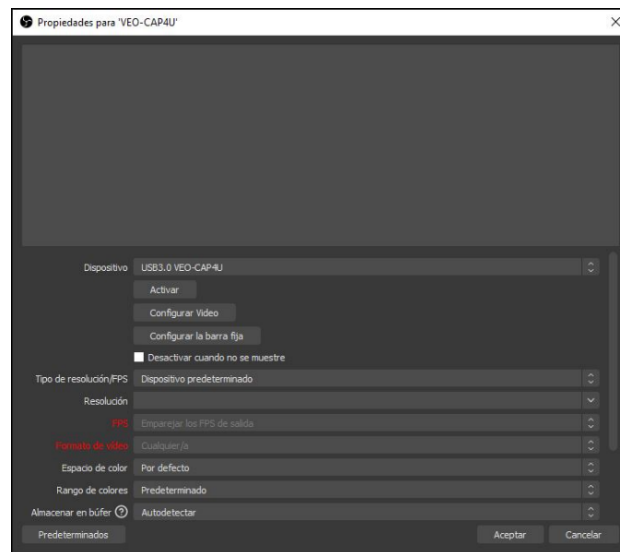 Propiedades para 'VEO-CAP4U'
Dispositivo USB3.0 VEO-CAP4U
Activar
Configurar Video
Configurar la barra fija
Desactivar cuando no se muestre
Tipo de resolución/FPS Dispositivo predeterminado
Resolución
FPS Emparejar los FPS de salida
Formato de vídeo Cualquier/a
Espacio de color Por defecto
Rango de colores Predeterminado
Almacenar en búfer ? Autodetectar
Predeterminados Aceptar Cancelar